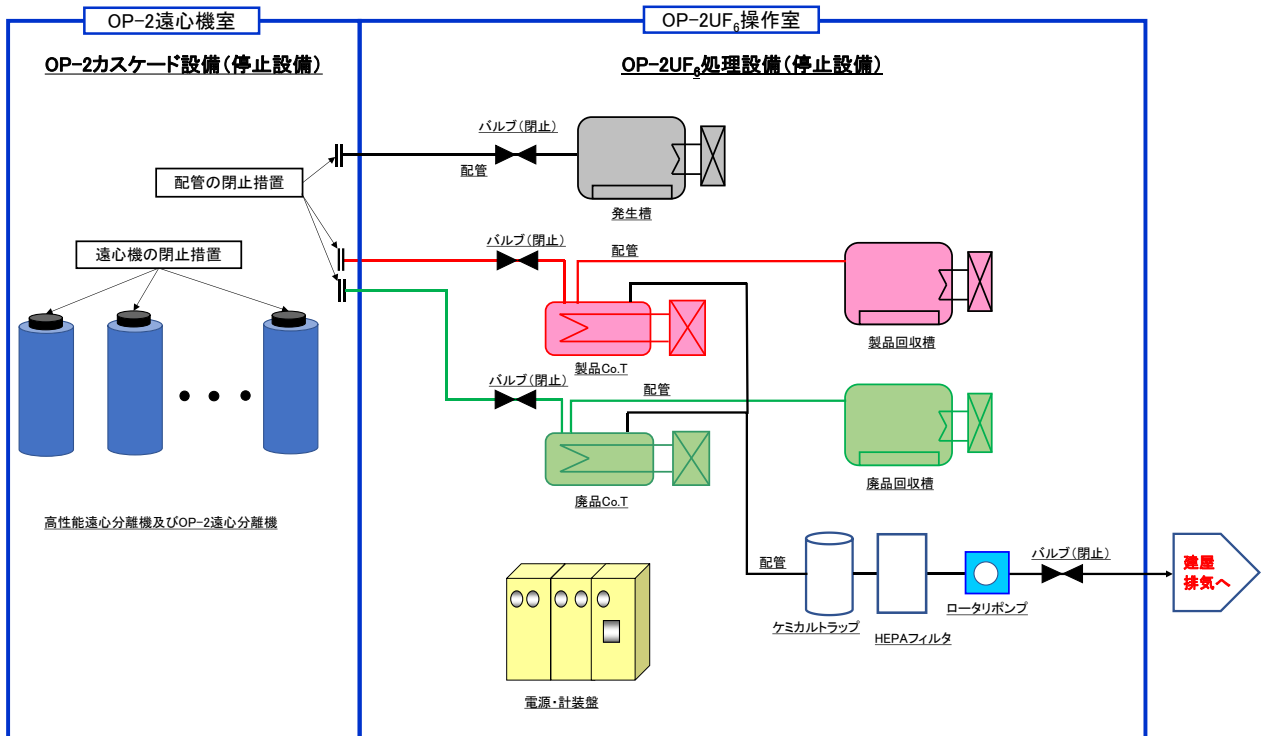 OP-2遠心機室
OP-2UF6操作室
OP-2カスケード設備(停止設備)
OP-2UF6処理設備(停止設備)
バルブ(閉止)
配管
発生槽
配管の閉止措置
遠心機の閉止措置
バルブ(閉止)
配管
製品回収槽
製品Co.T
バルブ(閉止)
配管
廃品回収槽
廃品Co.T
高性能遠心分離機及びOP-2遠心分離機
配管
バルブ(閉止)
建屋
排気へ
ケミカルトラップ
HEPAフィルタ
ロータリポンプ
電源・計装盤